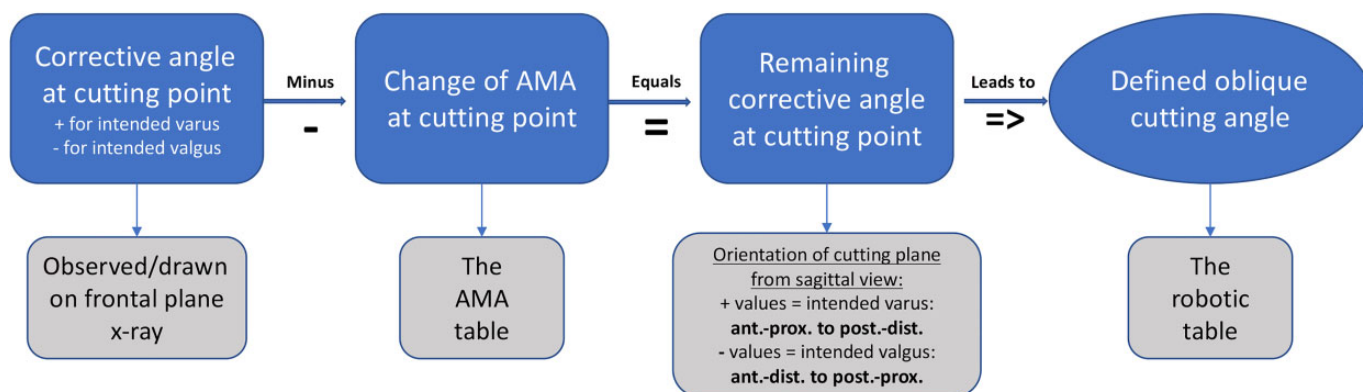 Corrective angle
at cutting point
+ for intended varus
- for intended valgus
Minus
-
Change of AMA
at cutting point
Equals
=
Remaining
corrective angle
at cutting point
Leads to
=>
Defined oblique
cutting angle
Observed/drawn
on frontal plane
x-ray
The
AMA
table
Orientation of cutting plane
from sagittal view:
+ values = intended varus:
ant.-prox. to post.-dist.
- values = intended valgus:
ant.-dist. to post.-prox.
The
robotic
table